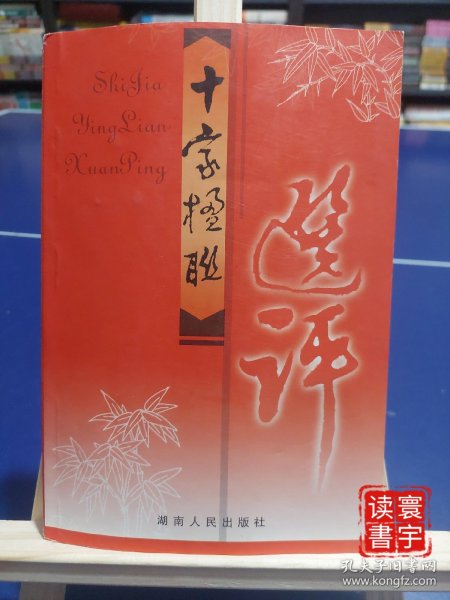 ShiJia
YingLian
XuanPing
十家楹联
选评
湖南人民出版社
寰宇
读书
孔夫子旧书网
www.kongfz.com